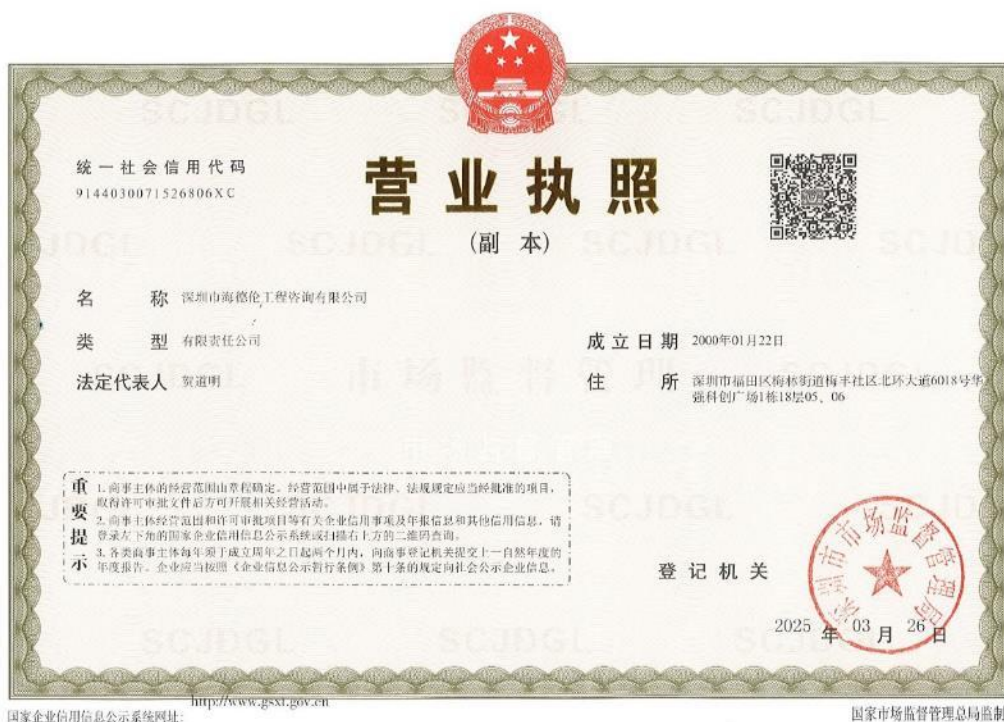 统一社会信用代码
9144030071526806XC
营业执照
(副 本)
名 称 深圳市海德伦工程咨询有限公司
类 型 有限责任公司
成立日期 2000年01月22日
法定代表人 贺道明
住 所 深圳市福田区梅林街道梅丰社区北环大道6018号华
强科创广场1栋18层05、06
重要提示
1. 商事主体的经营范围由章程确定。经营范围中属于法律、法规规定应当经批准的项目,
取得许可审批文件后方可开展相关经营活动。
2. 商事主体经营范围和许可审批项目等有关企业信用事项及年报信息和其他信用信息,请
登录左下角的国家企业信用信息公示系统或扫描右上方的二维码查询。
3. 各类商事主体每年须于成立周年之日起两个月内,向商事登记机关提交上一自然年度的
年度报告。企业应当按照《企业信息公示暂行条例》第十条的规定向社会公示企业信息。
登记机关
深圳市市场监督管理局
2025 年 03 月 26 日
http://www.gsxt.gov.cn
国家企业信用信息公示系统网址:
国家市场监督管理总局监制
SCJDGL
市场监督管理